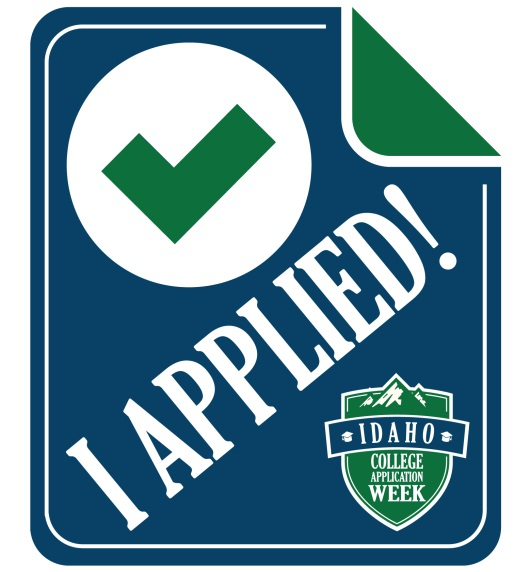 I APPLIED!
IDAHO
COLLEGE
APPLICATION
WEEK